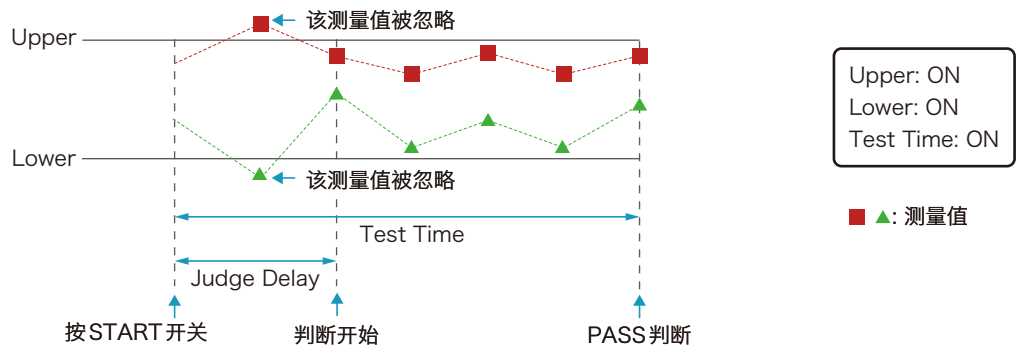 该测量值被忽略
Upper
Lower
该测量值被忽略
Test Time
Judge Delay
按START开关
判断开始
PASS判断
Upper: ON
Lower: ON
Test Time: ON
: 测量值